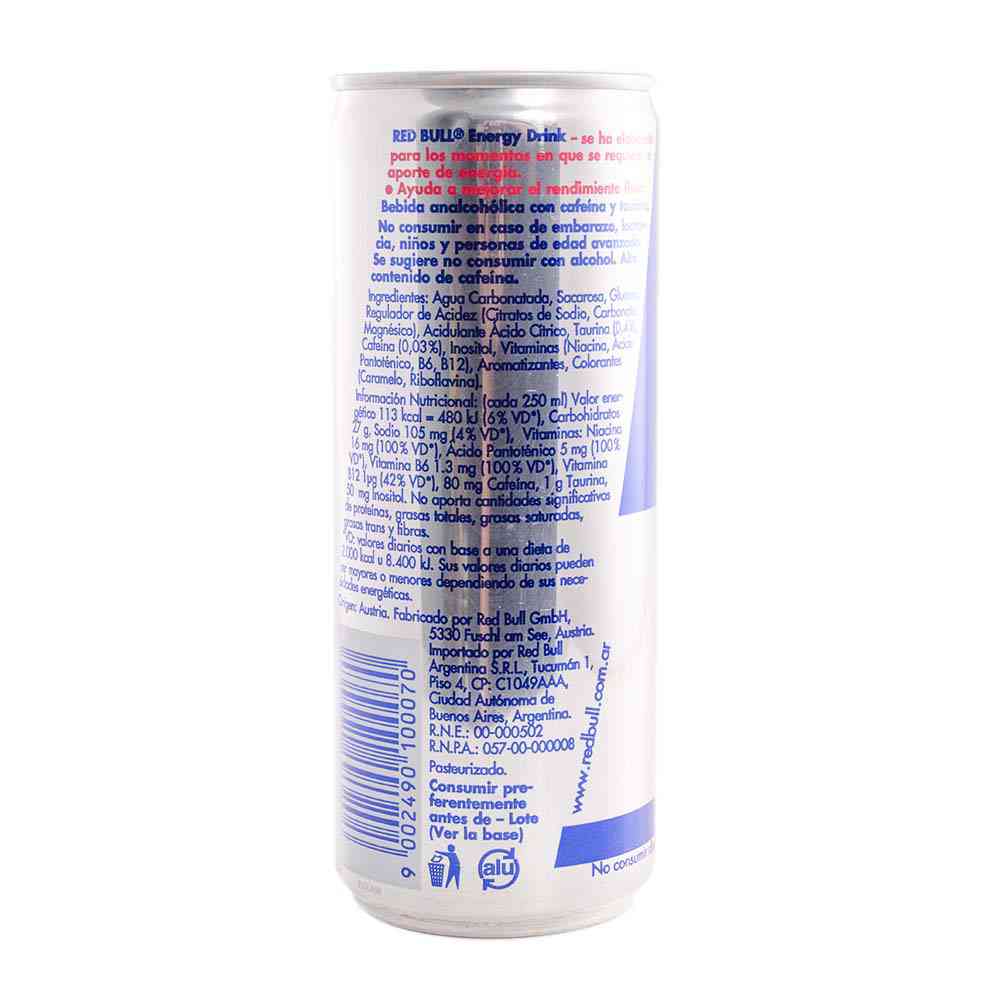 RED BULL® Energy Drink – se ha
para los momentos en que se
aporte de energía.
● Ayuda a mejorar el rendimiento
Bebida analcohólica con cafeína y
No consumir en caso de embarazo,
cia, niños y personas de edad
Se sugiere no consumir con alcohol.
contenido de cafeína.
Ingredientes: Agua Carbonatada, Sacarosa,
Regulador de Acidez (Citratos de Sodio,
Magnésico), Acidulante Ácido Cítrico, Taurina
Cafeína (0,03%), Inositol, Vitaminas (Niacina,
Pantoténico, B6, B12), Aromatizantes, Colorantes
(Caramelo, Riboflavina).
Información Nutricional: (cada 250 ml) Valor ener-
gético 113 kcal = 480 kJ (6% VD*), Carbohidratos
27 g, Sodio 105 mg (4% VD*), Vitaminas: Niacina
16 mg (100% VD*), Ácido Pantoténico 5 mg (100%
VD*), Vitamina B6 1.3 mg (100% VD*), Vitamina
B12 1µg (42% VD*), 80 mg Cafeína, 1 g Taurina,
50 mg Inositol. No aporta cantidades significativas
de proteínas, grasas totales, grasas saturadas,
grasas trans y fibras.
valores diarios con base a una dieta de
2.000 kcal u 8.400 kJ. Sus valores diarios pueden
ser mayores o menores dependiendo de sus nece-
sidades energéticas.
Origen: Austria. Fabricado por Red Bull GmbH,
5330 Fuschl am See, Austria.
Importado por Red Bull
Argentina S.R.L., Tucumán 1,
Piso 4, CP: C1049AAA,
Ciudad Autónoma de
Buenos Aires, Argentina.
R.N.E.: 00-000502
R.N.P.A.: 057-00-000008
Pasteurizado.
Consumir pre-
ferentemente
antes de – Lote
(Ver la base)
alu
9 002490 100070
www.redbull.com.ar
No consumir